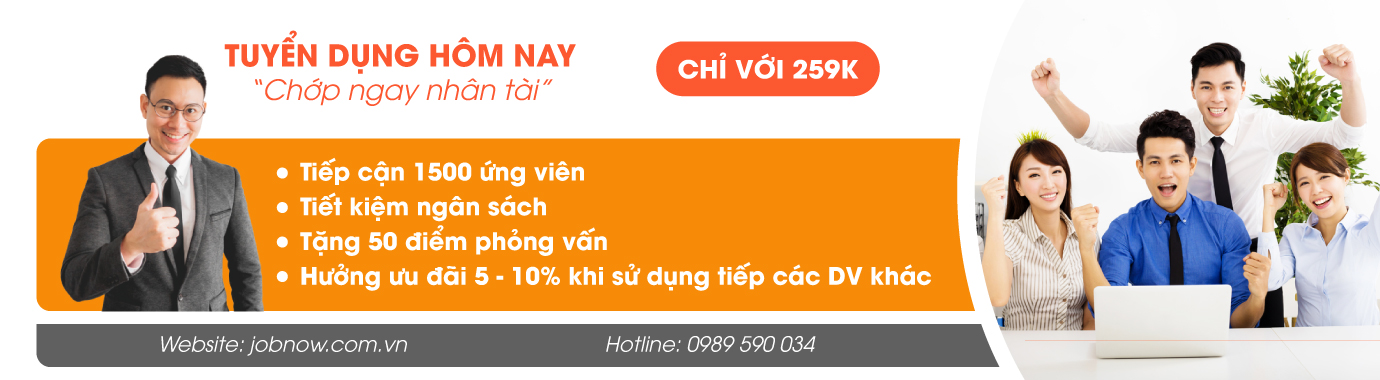 TUYỂN DỤNG HÔM NAY
“Chớp ngay nhân tài”
CHỈ VỚI 259K
• Tiếp cận 1500 ứng viên
• Tiết kiệm ngân sách
• Tặng 50 điểm phỏng vấn
• Hưởng ưu đãi 5 - 10% khi sử dụng tiếp các DV khác
Website: jobnow.com.vn
Hotline: 0989 590 034